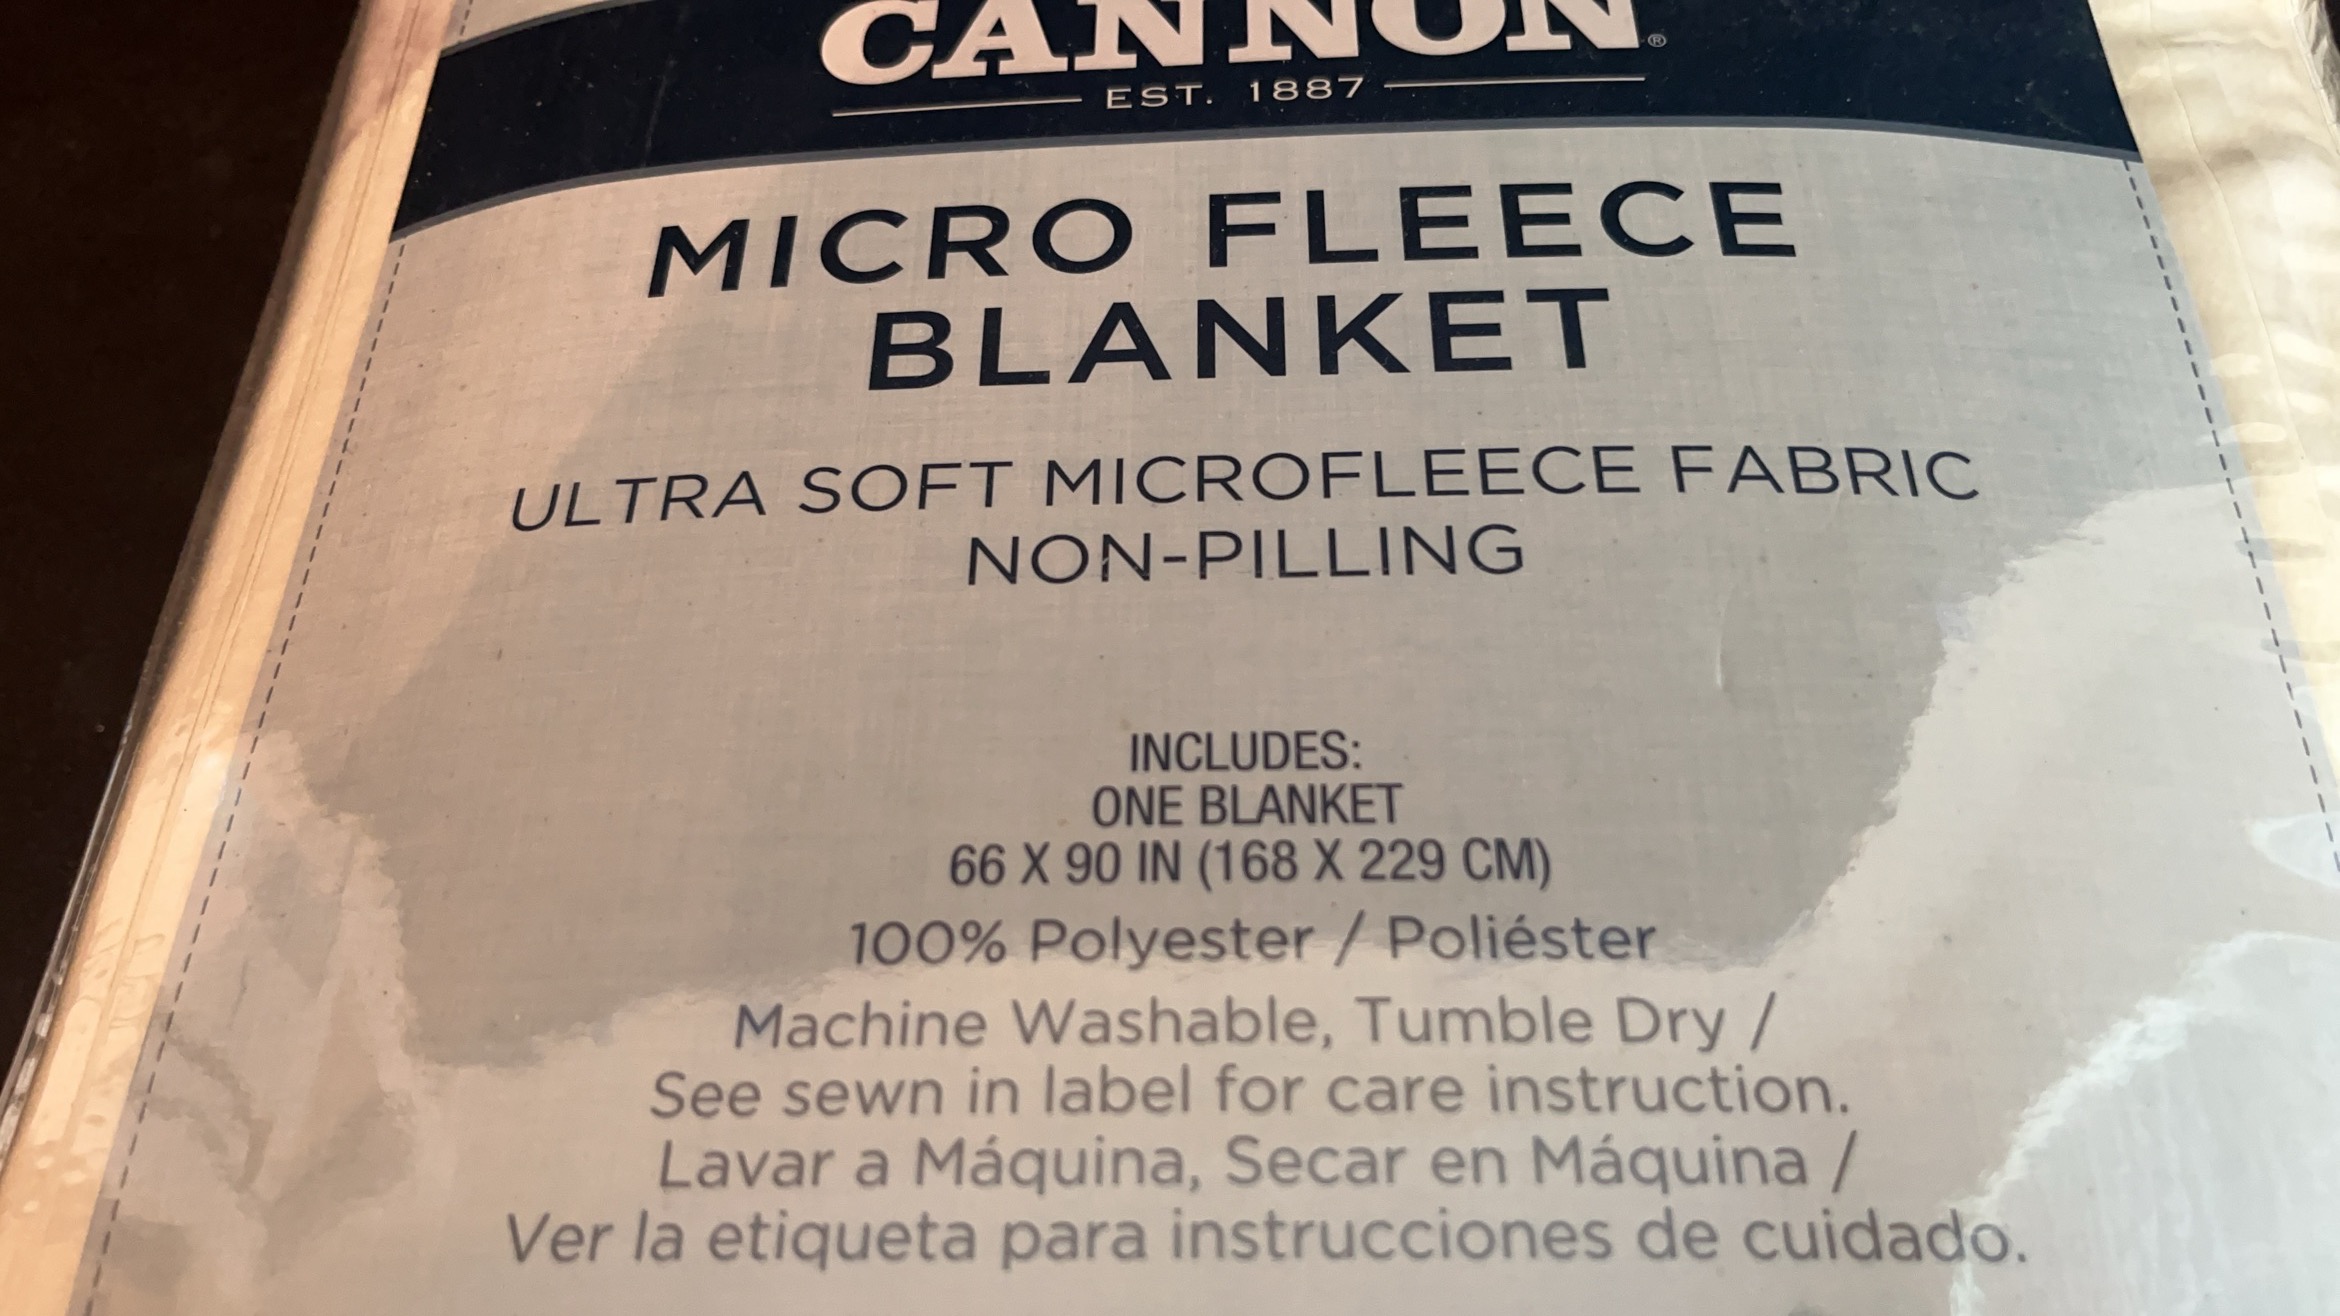 CANNON®
EST. 1887
MICRO FLEECE
BLANKET
ULTRA SOFT MICROFLEECE FABRIC
NON-PILLING
INCLUDES:
ONE BLANKET
66 X 90 IN (168 X 229 CM)
100% Polyester / Poliéster
Machine Washable, Tumble Dry /
See sewn in label for care instruction.
Lavar a Máquina, Secar en Máquina /
Ver la etiqueta para instrucciones de cuidado.